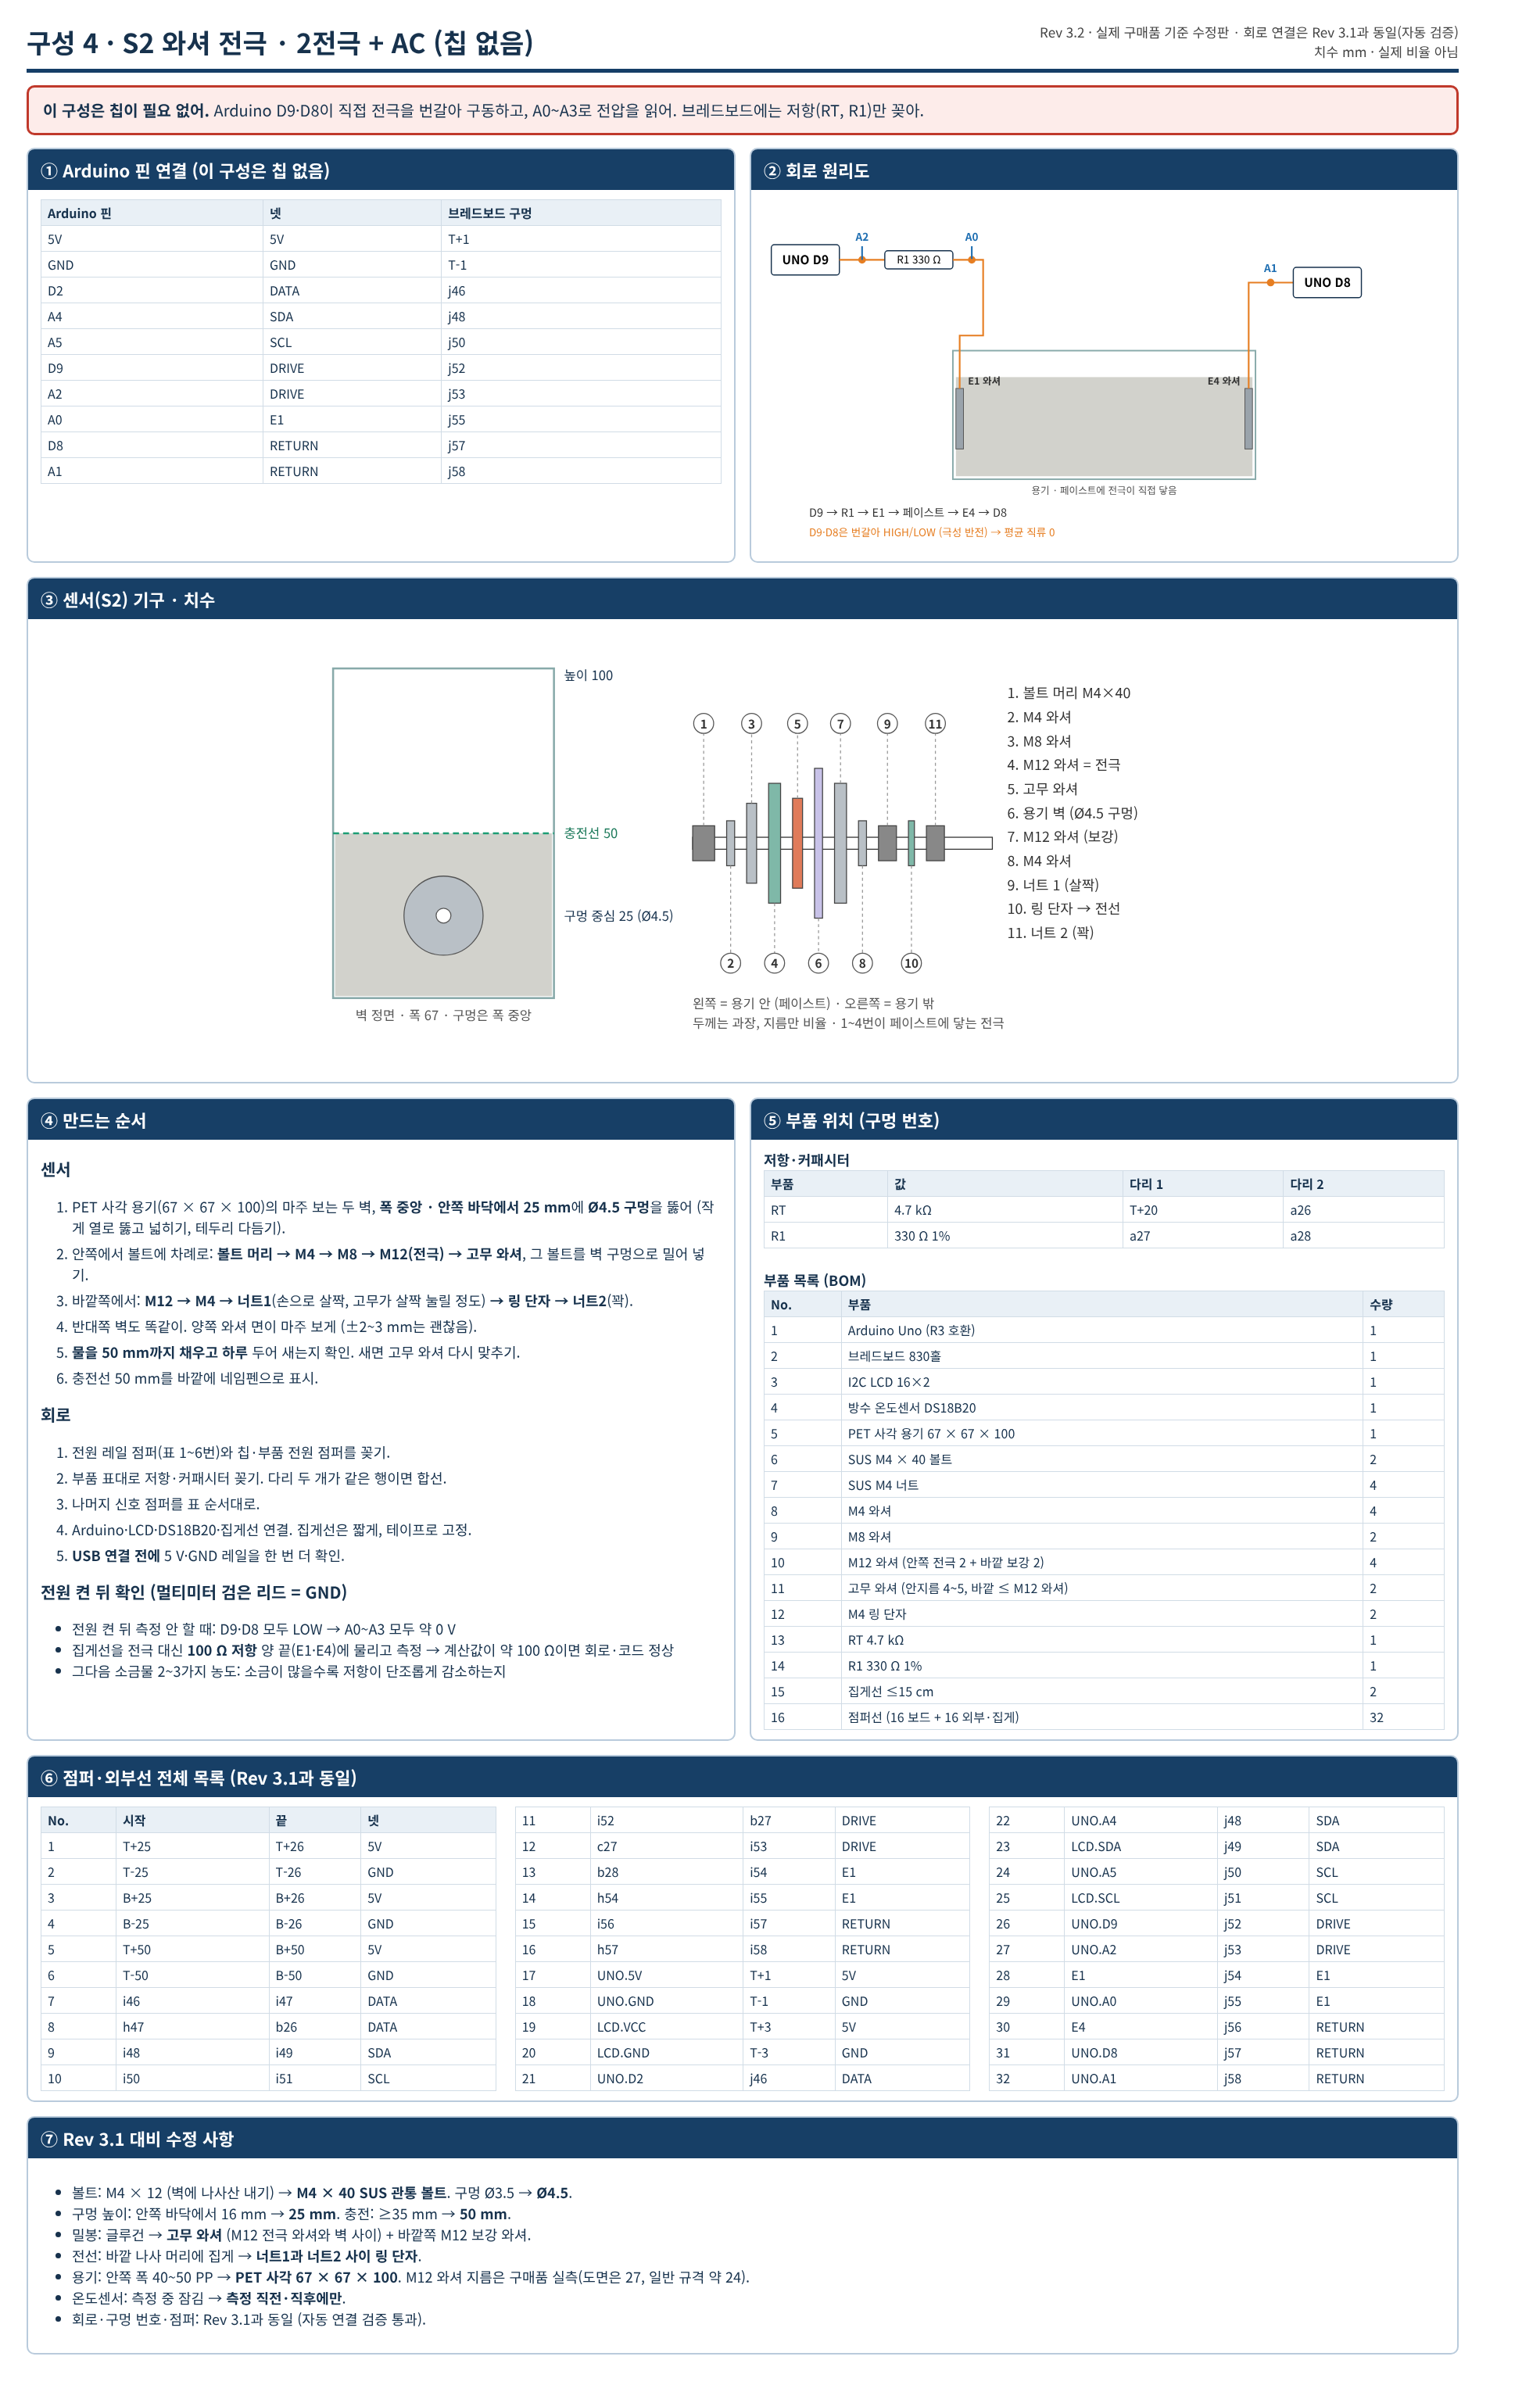 구성 4 · S2 와셔 전극 · 2전극 + AC (칩 없음)
Rev 3.2 · 실제 구매품 기준 수정판 · 회로 연결은 Rev 3.1과 동일(자동 검증)
치수 mm · 실제 비율 아님
이 구성은 칩이 필요 없어. Arduino D9·D8이 직접 전극을 번갈아 구동하고, A0~A3로 전압을 읽어. 브레드보드에는 저항(RT, R1)만 꽂아.
① Arduino 핀 연결 (이 구성은 칩 없음)
Arduino 핀 넷 브레드보드 구멍
5V 5V T+1
GND GND T-1
D2 DATA j46
A4 SDA j48
A5 SCL j50
D9 DRIVE j52
A2 DRIVE j53
A0 E1 j55
D8 RETURN j57
A1 RETURN j58
② 회로 원리도
A2 A0
UNO D9 R1 330 Ω
A1
UNO D8
E1 와셔 E4 와셔
용기 · 페이스트에 전극이 직접 닿음
D9 → R1 → E1 → 페이스트 → E4 → D8
D9·D8은 번갈아 HIGH/LOW (극성 반전) → 평균 직류 0
③ 센서(S2) 기구 · 치수
높이 100
충전선 50
구멍 중심 25 (Ø4.5)
벽 정면 · 폭 67 · 구멍은 폭 중앙
1 3 5 7 9 11
2 4 6 8 10
왼쪽 = 용기 안 (페이스트) · 오른쪽 = 용기 밖
두께는 과장, 지름만 비율 · 1~4번이 페이스트에 닿는 전극
1. 볼트 머리 M4×40
2. M4 와셔
3. M8 와셔
4. M12 와셔 = 전극
5. 고무 와셔
6. 용기 벽 (Ø4.5 구멍)
7. M12 와셔 (보강)
8. M4 와셔
9. 너트 1 (살짝)
10. 링 단자 → 전선
11. 너트 2 (꽉)
④ 만드는 순서
센서
1. PET 사각 용기(67 × 67 × 100)의 마주 보는 두 벽, 폭 중앙 · 안쪽 바닥에서 25 mm에 Ø4.5 구멍을 뚫어 (작
게 열로 뚫고 넓히기, 테두리 다듬기).
2. 안쪽에서 볼트에 차례로: 볼트 머리 → M4 → M8 → M12(전극) → 고무 와셔, 그 볼트를 벽 구멍으로 밀어 넣
기.
3. 바깥쪽에서: M12 → M4 → 너트1(손으로 살짝, 고무가 살짝 눌릴 정도) → 링 단자 → 너트2(꽉).
4. 반대쪽 벽도 똑같이. 양쪽 와셔 면이 마주 보게 (±2~3 mm는 괜찮음).
5. 물을 50 mm까지 채우고 하루 두어 새는지 확인. 새면 고무 와셔 다시 맞추기.
6. 충전선 50 mm를 바깥에 네임펜으로 표시.
회로
1. 전원 레일 점퍼(표 1~6번)와 칩·부품 전원 점퍼를 꽂기.
2. 부품 표대로 저항·커패시터 꽂기. 다리 두 개가 같은 행이면 합선.
3. 나머지 신호 점퍼를 표 순서대로.
4. Arduino·LCD·DS18B20·집게선 연결. 집게선은 짧게, 테이프로 고정.
5. USB 연결 전에 5 V·GND 레일을 한 번 더 확인.
전원 켠 뒤 확인 (멀티미터 검은 리드 = GND)
• 전원 켠 뒤 측정 안 할 때: D9·D8 모두 LOW → A0~A3 모두 약 0 V
• 집게선을 전극 대신 100 Ω 저항 양 끝(E1·E4)에 물리고 측정 → 계산값이 약 100 Ω이면 회로·코드 정상
• 그다음 소금물 2~3가지 농도: 소금이 많을수록 저항이 단조롭게 감소하는지
⑤ 부품 위치 (구멍 번호)
저항·커패시터
부품 값 다리 1 다리 2
RT 4.7 kΩ T+20 a26
R1 330 Ω 1% a27 a28
부품 목록 (BOM)
No. 부품 수량
1 Arduino Uno (R3 호환) 1
2 브레드보드 830홀 1
3 I2C LCD 16×2 1
4 방수 온도센서 DS18B20 1
5 PET 사각 용기 67 × 67 × 100 1
6 SUS M4 × 40 볼트 2
7 SUS M4 너트 4
8 M4 와셔 4
9 M8 와셔 2
10 M12 와셔 (안쪽 전극 2 + 바깥 보강 2) 4
11 고무 와셔 (안지름 4~5, 바깥 ≤ M12 와셔) 2
12 M4 링 단자 2
13 RT 4.7 kΩ 1
14 R1 330 Ω 1% 1
15 집게선 ≤15 cm 2
16 점퍼선 (16 보드 + 16 외부·집게) 32
⑥ 점퍼·외부선 전체 목록 (Rev 3.1과 동일)
No. 시작 끝 넷
1 T+25 T+26 5V
2 T-25 T-26 GND
3 B+25 B+26 5V
4 B-25 B-26 GND
5 T+50 B+50 5V
6 T-50 B-50 GND
7 i46 i47 DATA
8 h47 b26 DATA
9 i48 i49 SDA
10 i50 i51 SCL
11 i52 b27 DRIVE
12 c27 i53 DRIVE
13 b28 i54 E1
14 h54 i55 E1
15 i56 i57 RETURN
16 h57 i58 RETURN
17 UNO.5V T+1 5V
18 UNO.GND T-1 GND
19 LCD.VCC T+3 5V
20 LCD.GND T-3 GND
21 UNO.D2 j46 DATA
22 UNO.A4 j48 SDA
23 LCD.SDA j49 SDA
24 UNO.A5 j50 SCL
25 LCD.SCL j51 SCL
26 UNO.D9 j52 DRIVE
27 UNO.A2 j53 DRIVE
28 E1 j54 E1
29 UNO.A0 j55 E1
30 E4 j56 RETURN
31 UNO.D8 j57 RETURN
32 UNO.A1 j58 RETURN
⑦ Rev 3.1 대비 수정 사항
• 볼트: M4 × 12 (벽에 나사산 내기) → M4 × 40 SUS 관통 볼트. 구멍 Ø3.5 → Ø4.5.
• 구멍 높이: 안쪽 바닥에서 16 mm → 25 mm. 충전: ≥35 mm → 50 mm.
• 밀봉: 글루건 → 고무 와셔 (M12 전극 와셔와 벽 사이) + 바깥쪽 M12 보강 와셔.
• 전선: 바깥 나사 머리에 집게 → 너트1과 너트2 사이 링 단자.
• 용기: 안쪽 폭 40~50 PP → PET 사각 67 × 67 × 100. M12 와셔 지름은 구매품 실측(도면은 27, 일반 규격 약 24).
• 온도센서: 측정 중 잠김 → 측정 직전·직후에만.
• 회로·구멍 번호·점퍼: Rev 3.1과 동일 (자동 연결 검증 통과).